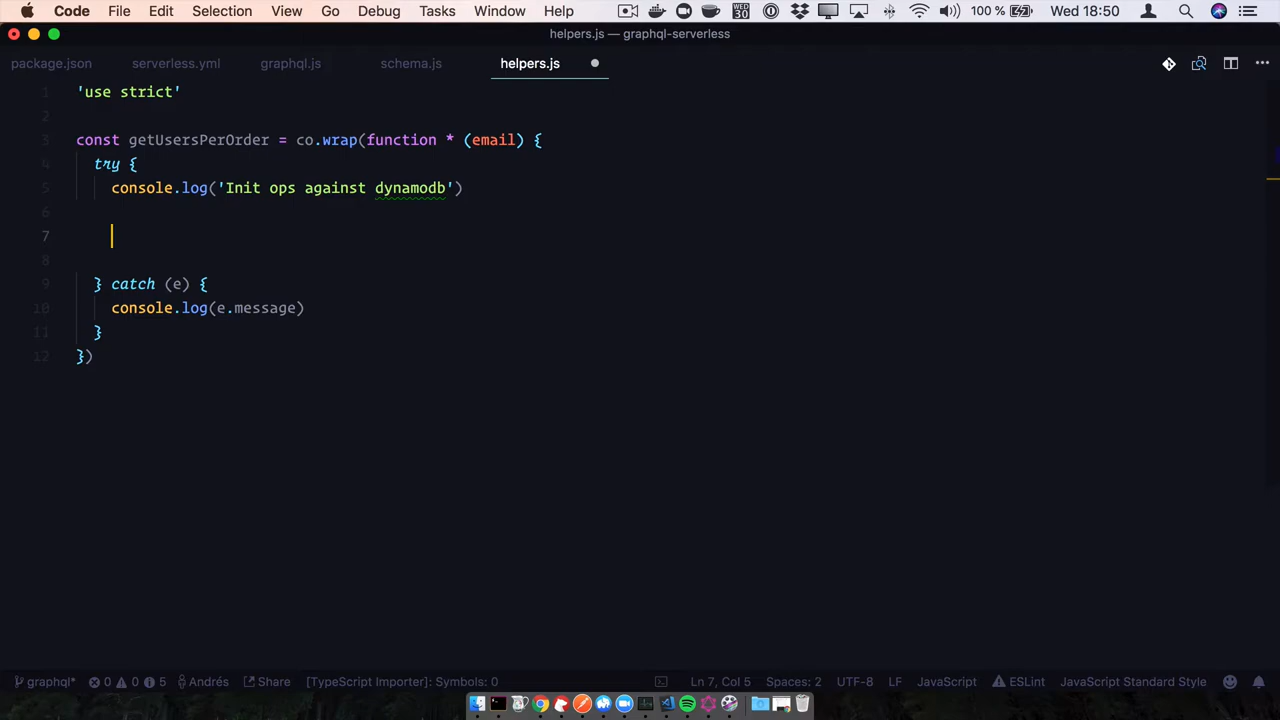 Code File Edit Selection View Go Debug Tasks Window Help WED 30 100 % Wed 18:50
helpers.js — graphql-serverless
package.json serverless.yml graphql.js schema.js helpers.js
1 'use strict'
2
3 const getUsersPerOrder = co.wrap(function * (email) {
4 try {
5 console.log('Init ops against dynamodb')
6
7
8
9 } catch (e) {
10 console.log(e.message)
11 }
12 })
graphql* 0 0 5 Andrés Share [TypeScript Importer]: Symbols: 0 Ln 7, Col 5 Spaces: 2 UTF-8 LF JavaScript ESLint JavaScript Standard Style